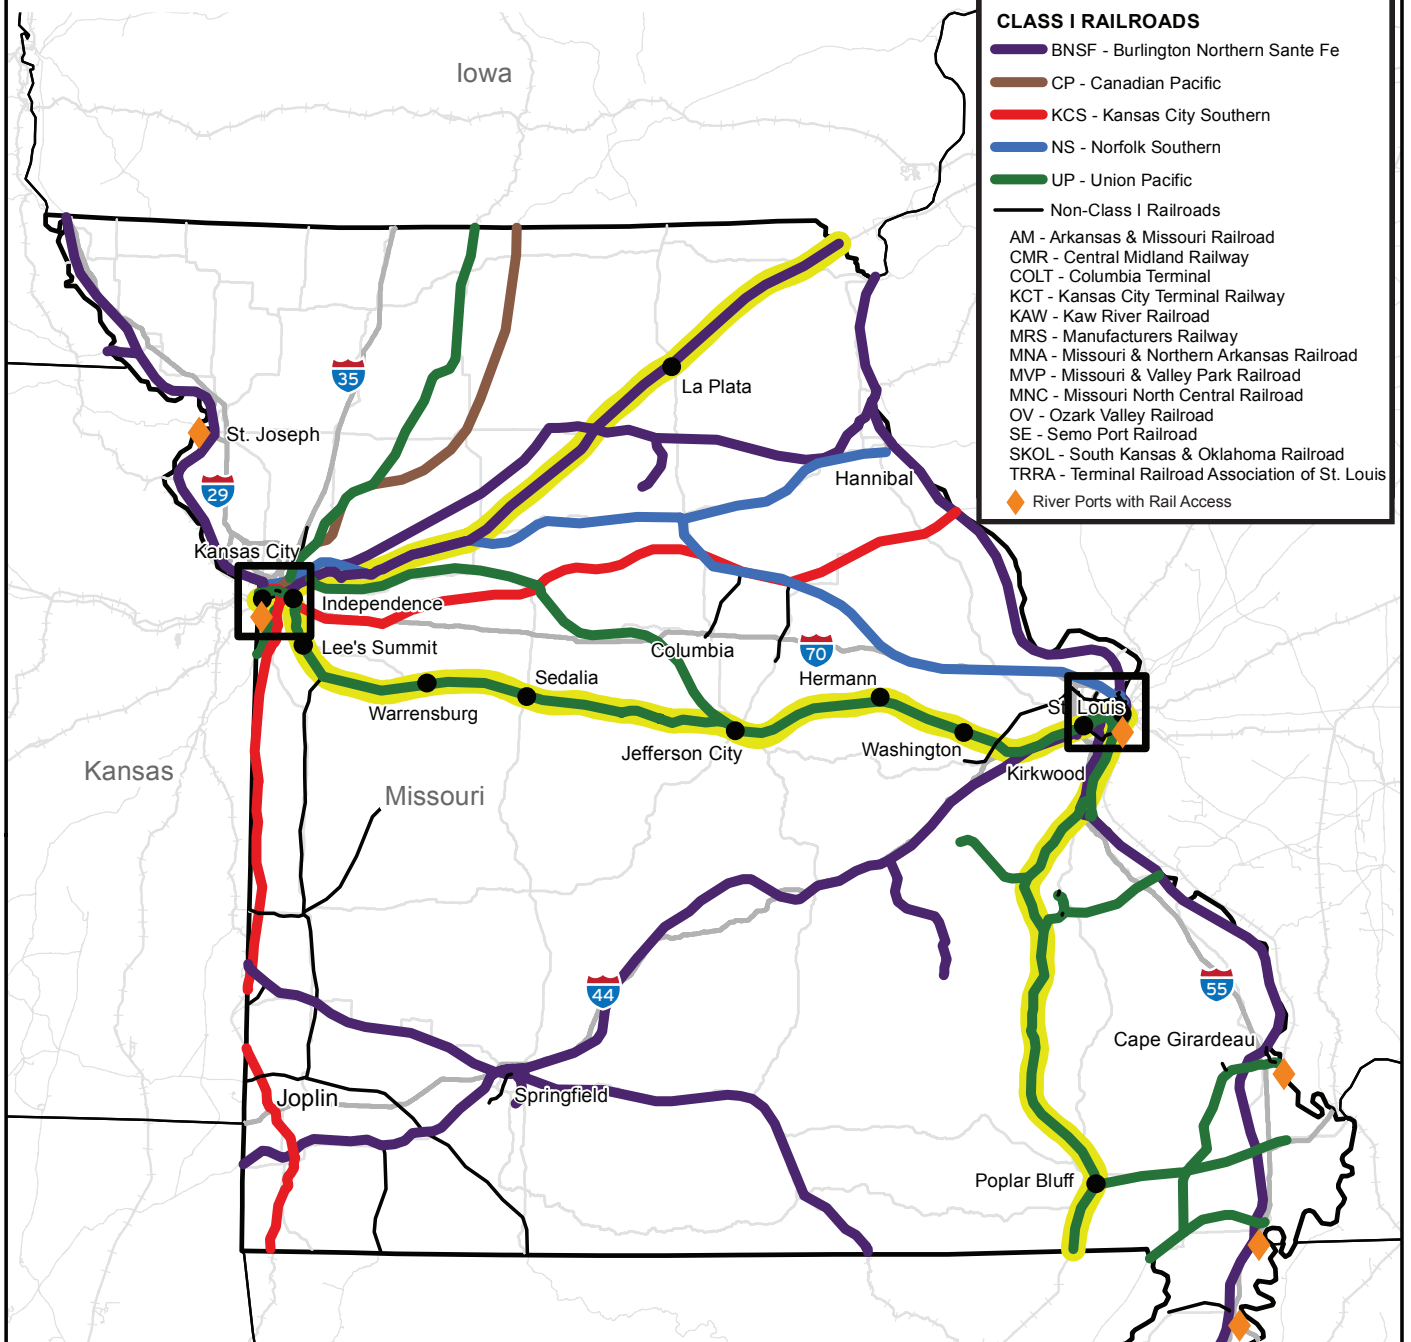 CLASS I RAILROADS
BNSF - Burlington Northern Sante Fe
CP - Canadian Pacific
KCS - Kansas City Southern
NS - Norfolk Southern
UP - Union Pacific
Non-Class I Railroads
AM - Arkansas & Missouri Railroad
CMR - Central Midland Railway
COLT - Columbia Terminal
KCT - Kansas City Terminal Railway
KAW - Kaw River Railroad
MRS - Manufacturers Railway
MNA - Missouri & Northern Arkansas Railroad
MVP - Missouri & Valley Park Railroad
MNC - Missouri North Central Railroad
OV - Ozark Valley Railroad
SE - Semo Port Railroad
SKOL - South Kansas & Oklahoma Railroad
TRRA - Terminal Railroad Association of St. Louis
River Ports with Rail Access
Iowa
35
La Plata
St. Joseph
29
Hannibal
Kansas City
Independence
Lee's Summit
Columbia
70
Sedalia
Hermann
Warrensburg
St. Louis
Jefferson City
Washington
Kansas
Kirkwood
Missouri
44
55
Cape Girardeau
Joplin
Springfield
Poplar Bluff